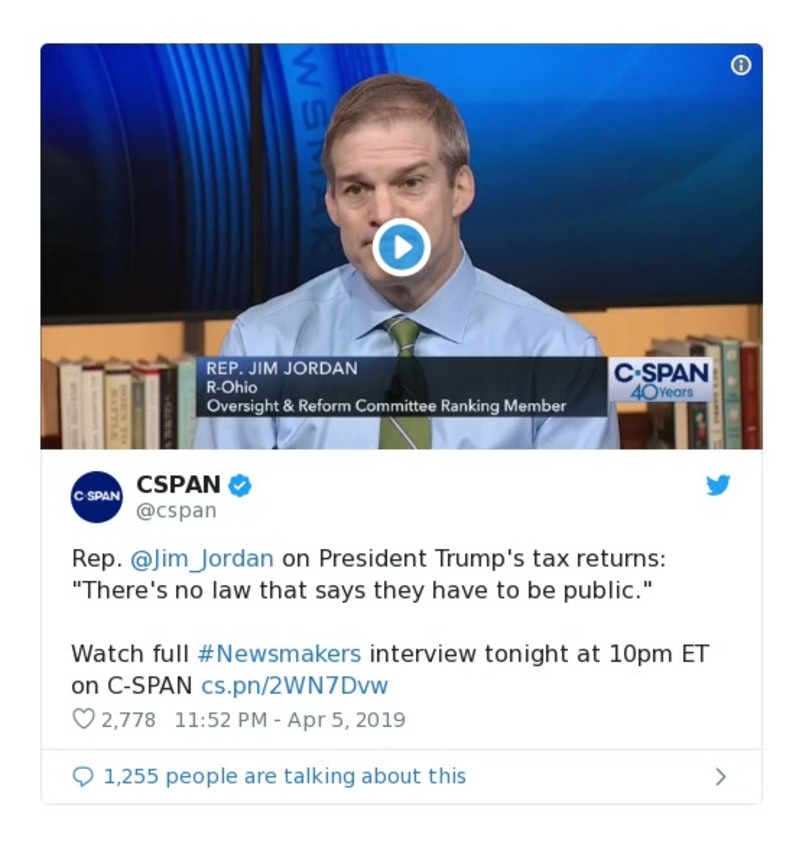 WSMAK
REP. JIM JORDAN
R-Ohio
Oversight & Reform Committee Ranking Member
C-SPAN
40 Years
C-SPAN
CSPAN
@cspan
Rep. @Jim_Jordan on President Trump's tax returns:
"There's no law that says they have to be public."
Watch full #Newsmakers interview tonight at 10pm ET
on C-SPAN cs.pn/2WN7Dvw
2,778 11:52 PM - Apr 5, 2019
1,255 people are talking about this